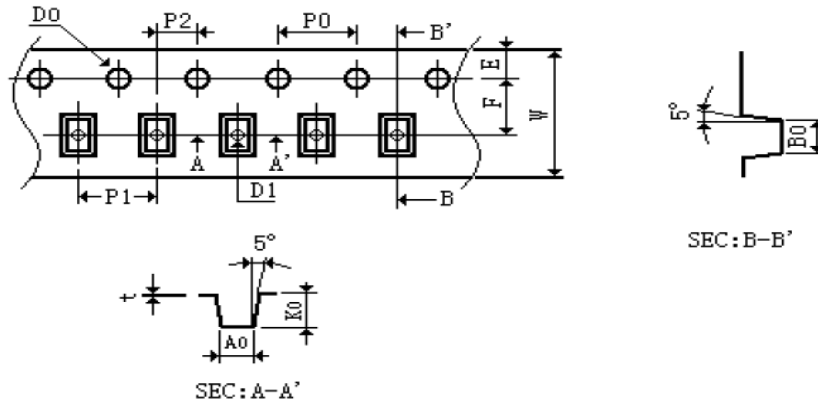 D0
P2
P0
B'
E
F
W
A
A'
P1
D1
B
5°
B0
SEC:B-B'
5°
t
K0
A0
SEC:A-A'